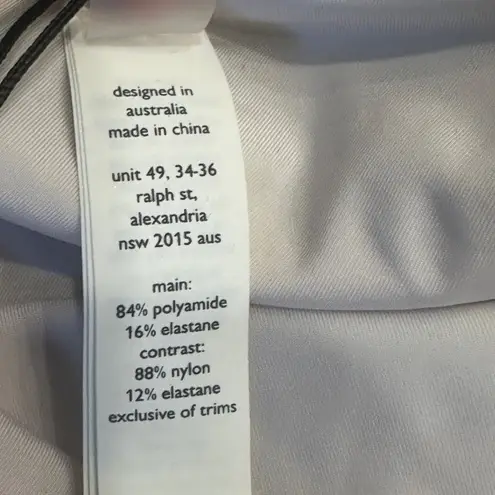 designed in
australia
made in china
unit 49, 34-36
ralph st,
alexandria
nsw 2015 aus
main:
84% polyamide
16% elastane
contrast:
88% nylon
12% elastane
exclusive of trims